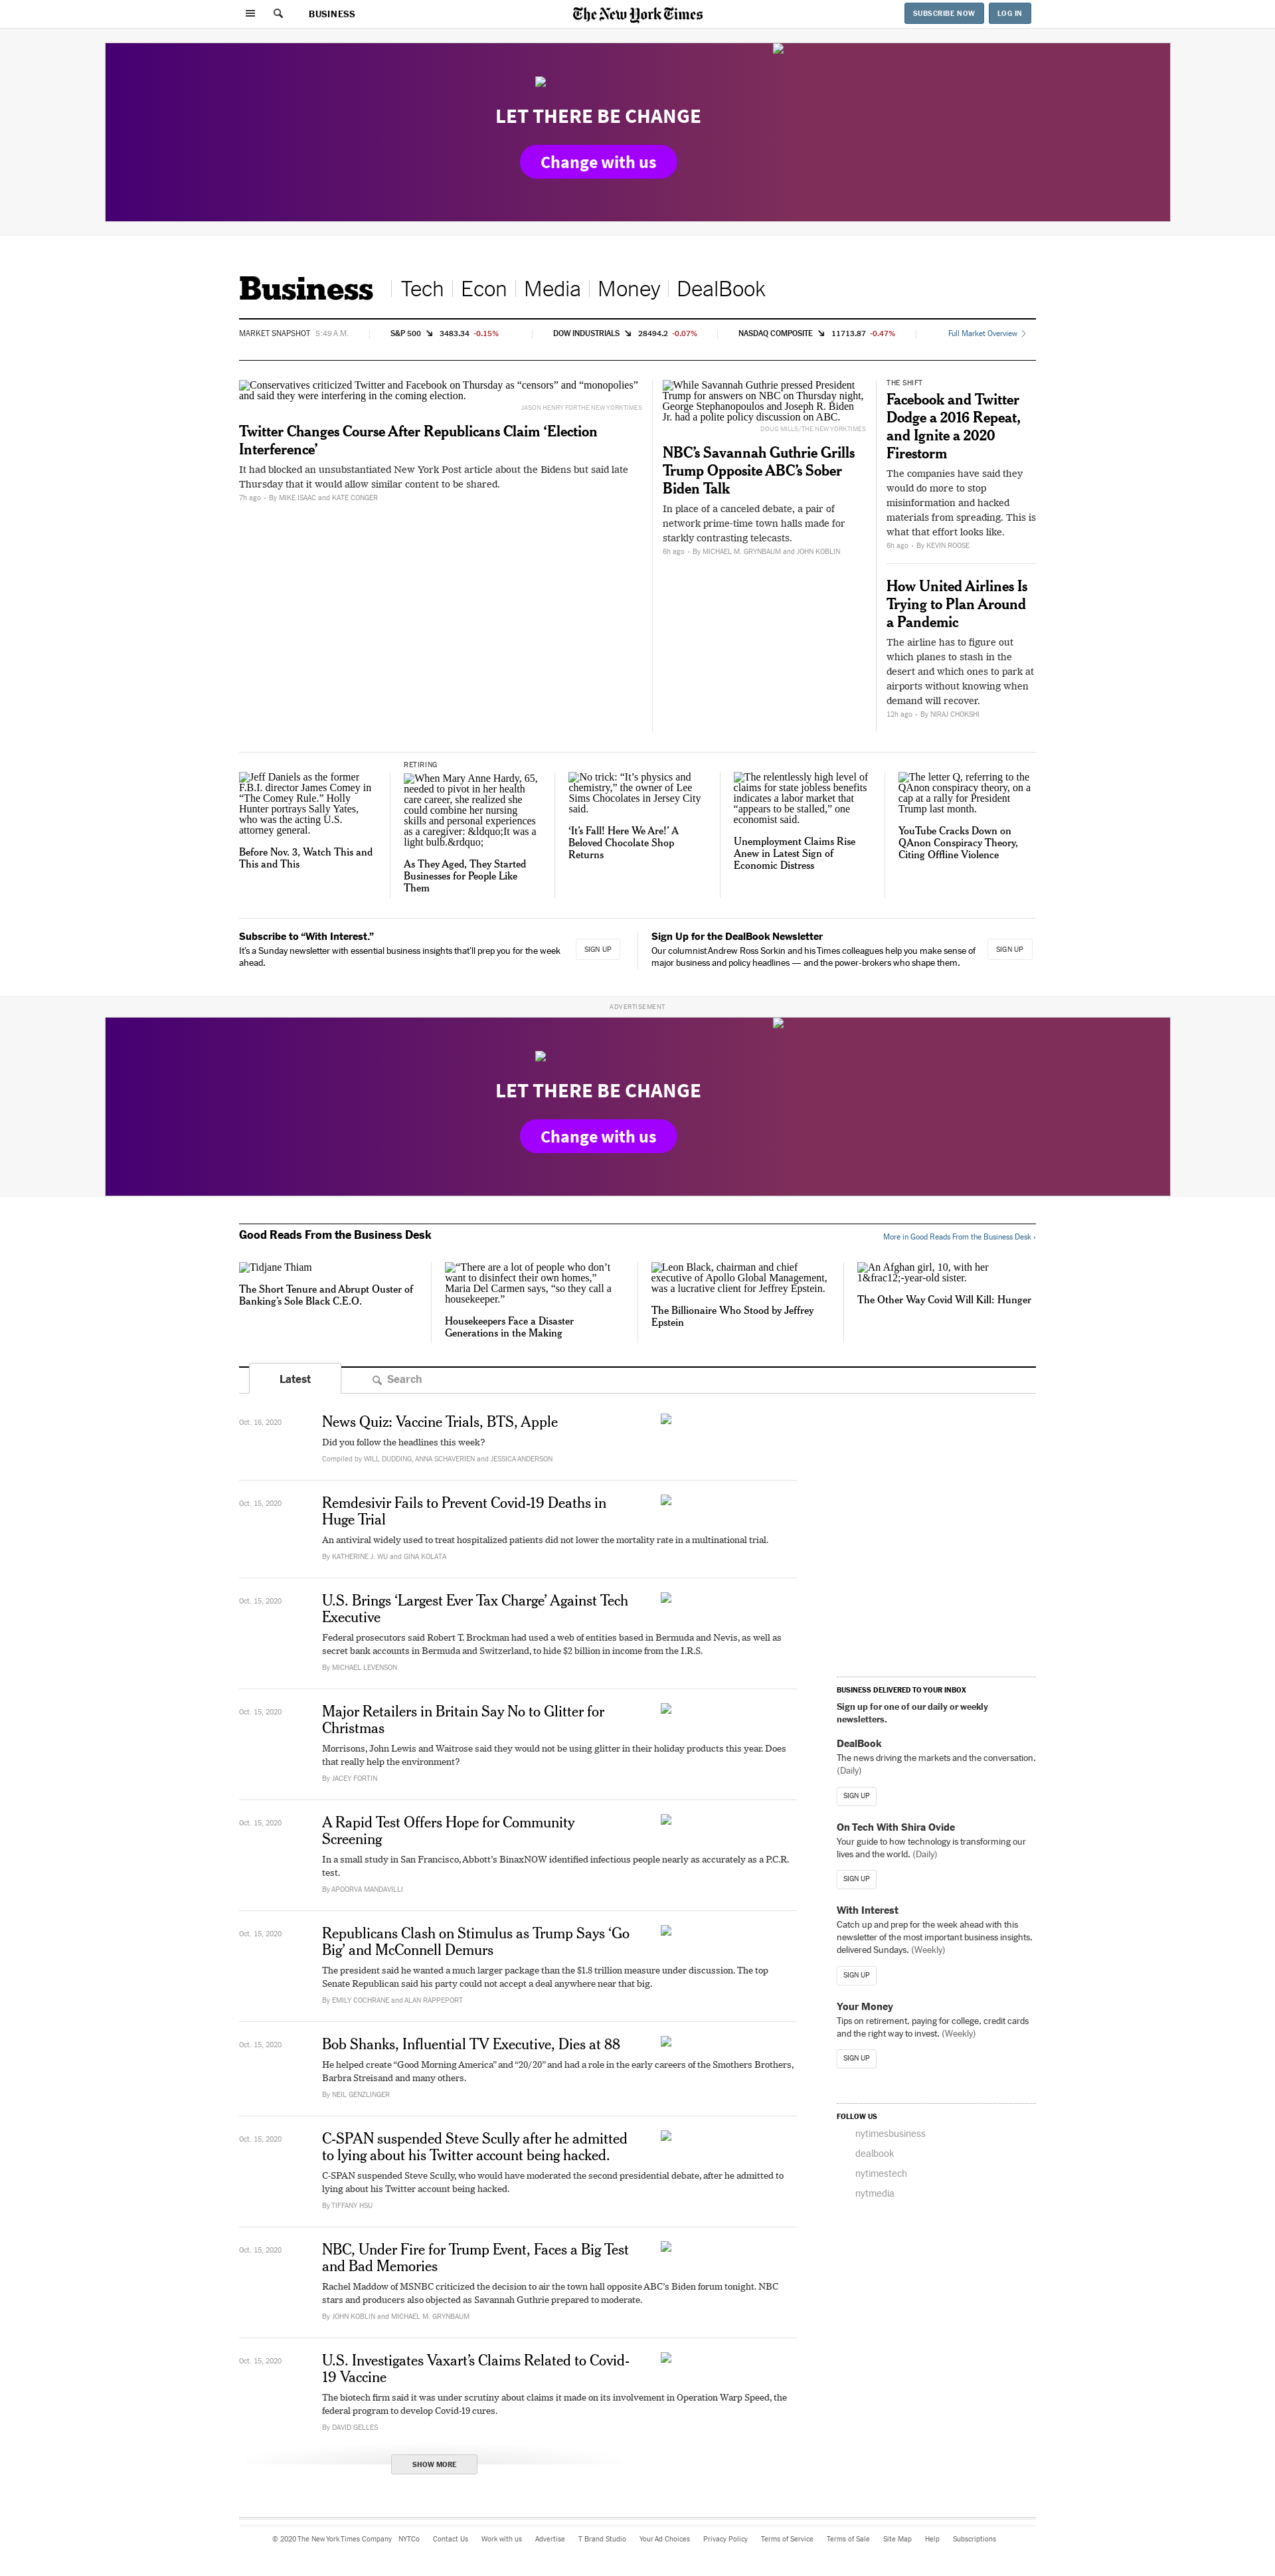 BUSINESS
The New York Times
SUBSCRIBE NOW
LOG IN
LET THERE BE CHANGE
Change with us
Business
Tech
Econ
Media
Money
DealBook
MARKET SNAPSHOT 5:49 A.M.
S&P 500 3483.34 -0.15%
DOW INDUSTRIALS 28494.2 -0.07%
NASDAQ COMPOSITE 11713.87 -0.47%
Full Market Overview
Conservatives criticized Twitter and Facebook on Thursday as “censors” and “monopolies”
and said they were interfering in the coming election.
JASON HENRY FOR THE NEW YORK TIMES
Twitter Changes Course After Republicans Claim ‘Election
Interference’
It had blocked an unsubstantiated New York Post article about the Bidens but said late
Thursday that it would allow similar content to be shared.
7h ago • By MIKE ISAAC and KATE CONGER
While Savannah Guthrie pressed President
Trump for answers on NBC on Thursday night,
George Stephanopoulos and Joseph R. Biden
Jr. had a polite policy discussion on ABC.
DOUG MILLS/THE NEW YORK TIMES
NBC’s Savannah Guthrie Grills
Trump Opposite ABC’s Sober
Biden Talk
In place of a canceled debate, a pair of
network prime-time town halls made for
starkly contrasting telecasts.
6h ago • By MICHAEL M. GRYNBAUM and JOHN KOBLIN
THE SHIFT
Facebook and Twitter
Dodge a 2016 Repeat,
and Ignite a 2020
Firestorm
The companies have said they
would do more to stop
misinformation and hacked
materials from spreading. This is
what that effort looks like.
6h ago • By KEVIN ROOSE
How United Airlines Is
Trying to Plan Around
a Pandemic
The airline has to figure out
which planes to stash in the
desert and which ones to park at
airports without knowing when
demand will recover.
12h ago • By NIRAJ CHOKSHI
Jeff Daniels as the former
F.B.I. director James Comey in
“The Comey Rule.” Holly
Hunter portrays Sally Yates,
who was the acting U.S.
attorney general.
Before Nov. 3, Watch This and
This and This
RETIRING
When Mary Anne Hardy, 65,
needed to pivot in her health
care career, she realized she
could combine her nursing
skills and personal experiences
as a caregiver: &ldquo;It was a
light bulb.&rdquo;
As They Aged, They Started
Businesses for People Like
Them
No trick: “It’s physics and
chemistry,” the owner of Lee
Sims Chocolates in Jersey City
said.
‘It’s Fall! Here We Are!’ A
Beloved Chocolate Shop
Returns
The relentlessly high level of
claims for state jobless benefits
indicates a labor market that
“appears to be stalled,” one
economist said.
Unemployment Claims Rise
Anew in Latest Sign of
Economic Distress
The letter Q, referring to the
QAnon conspiracy theory, on a
cap at a rally for President
Trump last month.
YouTube Cracks Down on
QAnon Conspiracy Theory,
Citing Offline Violence
Subscribe to “With Interest.”
It’s a Sunday newsletter with essential business insights that’ll prep you for the week
ahead.
SIGN UP
Sign Up for the DealBook Newsletter
Our columnist Andrew Ross Sorkin and his Times colleagues help you make sense of
major business and policy headlines — and the power-brokers who shape them.
SIGN UP
ADVERTISEMENT
LET THERE BE CHANGE
Change with us
Good Reads From the Business Desk
More in Good Reads From the Business Desk ›
Tidjane Thiam
The Short Tenure and Abrupt Ouster of
Banking’s Sole Black C.E.O.
“There are a lot of people who don’t
want to disinfect their own homes,”
Maria Del Carmen says, “so they call a
housekeeper.”
Housekeepers Face a Disaster
Generations in the Making
Leon Black, chairman and chief
executive of Apollo Global Management,
was a lucrative client for Jeffrey Epstein.
The Billionaire Who Stood by Jeffrey
Epstein
An Afghan girl, 10, with her
1&frac12;-year-old sister.
The Other Way Covid Will Kill: Hunger
Latest
Search
Oct. 16, 2020
News Quiz: Vaccine Trials, BTS, Apple
Did you follow the headlines this week?
Compiled by WILL DUDDING, ANNA SCHAVERIEN and JESSICA ANDERSON
Oct. 15, 2020
Remdesivir Fails to Prevent Covid-19 Deaths in
Huge Trial
An antiviral widely used to treat hospitalized patients did not lower the mortality rate in a multinational trial.
By KATHERINE J. WU and GINA KOLATA
Oct. 15, 2020
U.S. Brings ‘Largest Ever Tax Charge’ Against Tech
Executive
Federal prosecutors said Robert T. Brockman had used a web of entities based in Bermuda and Nevis, as well as
secret bank accounts in Bermuda and Switzerland, to hide $2 billion in income from the I.R.S.
By MICHAEL LEVENSON
Oct. 15, 2020
Major Retailers in Britain Say No to Glitter for
Christmas
Morrisons, John Lewis and Waitrose said they would not be using glitter in their holiday products this year. Does
that really help the environment?
By JACEY FORTIN
Oct. 15, 2020
A Rapid Test Offers Hope for Community
Screening
In a small study in San Francisco, Abbott’s BinaxNOW identified infectious people nearly as accurately as a P.C.R.
test.
By APOORVA MANDAVILLI
Oct. 15, 2020
Republicans Clash on Stimulus as Trump Says ‘Go
Big’ and McConnell Demurs
The president said he wanted a much larger package than the $1.8 trillion measure under discussion. The top
Senate Republican said his party could not accept a deal anywhere near that big.
By EMILY COCHRANE and ALAN RAPPEPORT
Oct. 15, 2020
Bob Shanks, Influential TV Executive, Dies at 88
He helped create “Good Morning America” and “20/20” and had a role in the early careers of the Smothers Brothers,
Barbra Streisand and many others.
By NEIL GENZLINGER
Oct. 15, 2020
C-SPAN suspended Steve Scully after he admitted
to lying about his Twitter account being hacked.
C-SPAN suspended Steve Scully, who would have moderated the second presidential debate, after he admitted to
lying about his Twitter account being hacked.
By TIFFANY HSU
Oct. 15, 2020
NBC, Under Fire for Trump Event, Faces a Big Test
and Bad Memories
Rachel Maddow of MSNBC criticized the decision to air the town hall opposite ABC’s Biden forum tonight. NBC
stars and producers also objected as Savannah Guthrie prepared to moderate.
By JOHN KOBLIN and MICHAEL M. GRYNBAUM
Oct. 15, 2020
U.S. Investigates Vaxart’s Claims Related to Covid-
19 Vaccine
The biotech firm said it was under scrutiny about claims it made on its involvement in Operation Warp Speed, the
federal program to develop Covid-19 cures.
By DAVID GELLES
SHOW MORE
BUSINESS DELIVERED TO YOUR INBOX
Sign up for one of our daily or weekly
newsletters.
DealBook
The news driving the markets and the conversation.
(Daily)
SIGN UP
On Tech With Shira Ovide
Your guide to how technology is transforming our
lives and the world. (Daily)
SIGN UP
With Interest
Catch up and prep for the week ahead with this
newsletter of the most important business insights,
delivered Sundays. (Weekly)
SIGN UP
Your Money
Tips on retirement, paying for college, credit cards
and the right way to invest. (Weekly)
SIGN UP
FOLLOW US
nytimesbusiness
dealbook
nytimestech
nytmedia
© 2020 The New York Times Company NYTCo Contact Us Work with us Advertise T Brand Studio Your Ad Choices Privacy Policy Terms of Service Terms of Sale Site Map Help Subscriptions